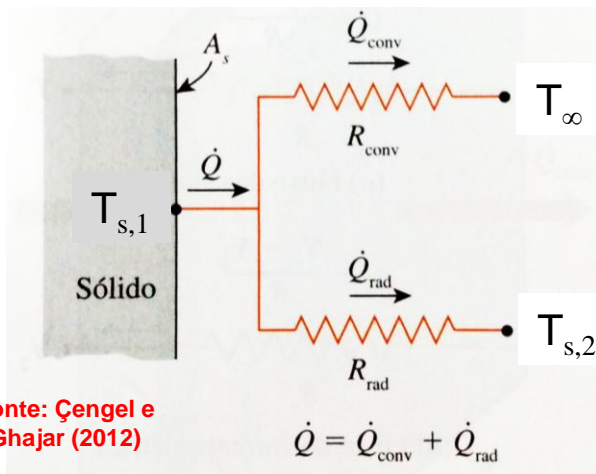 A_s
Q̇_conv
T_∞
R_conv
Q̇
T_s,1
Sólido
Q̇_rad
T_s,2
R_rad
onte: Çengel e
Ghajar (2012)
Q̇ = Q̇_conv + Q̇_rad